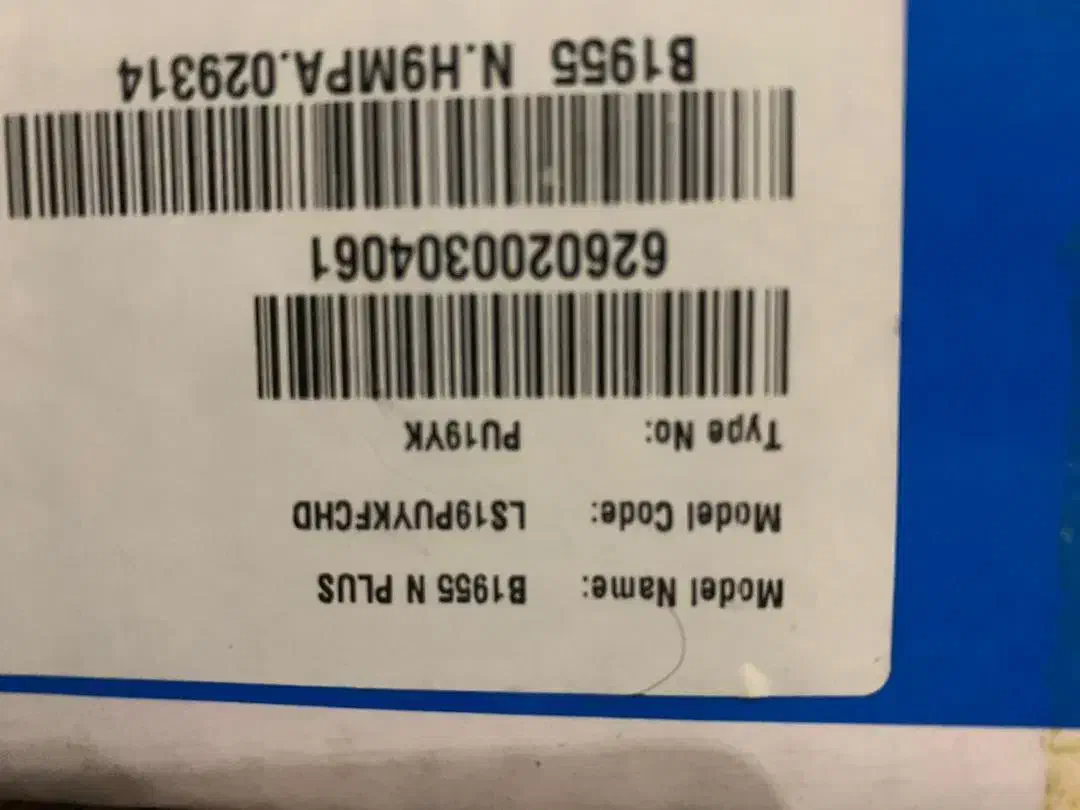 Model Name: B1955 N PLUS
Model Code: LS19PUYKFCHD
Type No: PU19YK
6260200304061
B1955 N.H9MPA.029314